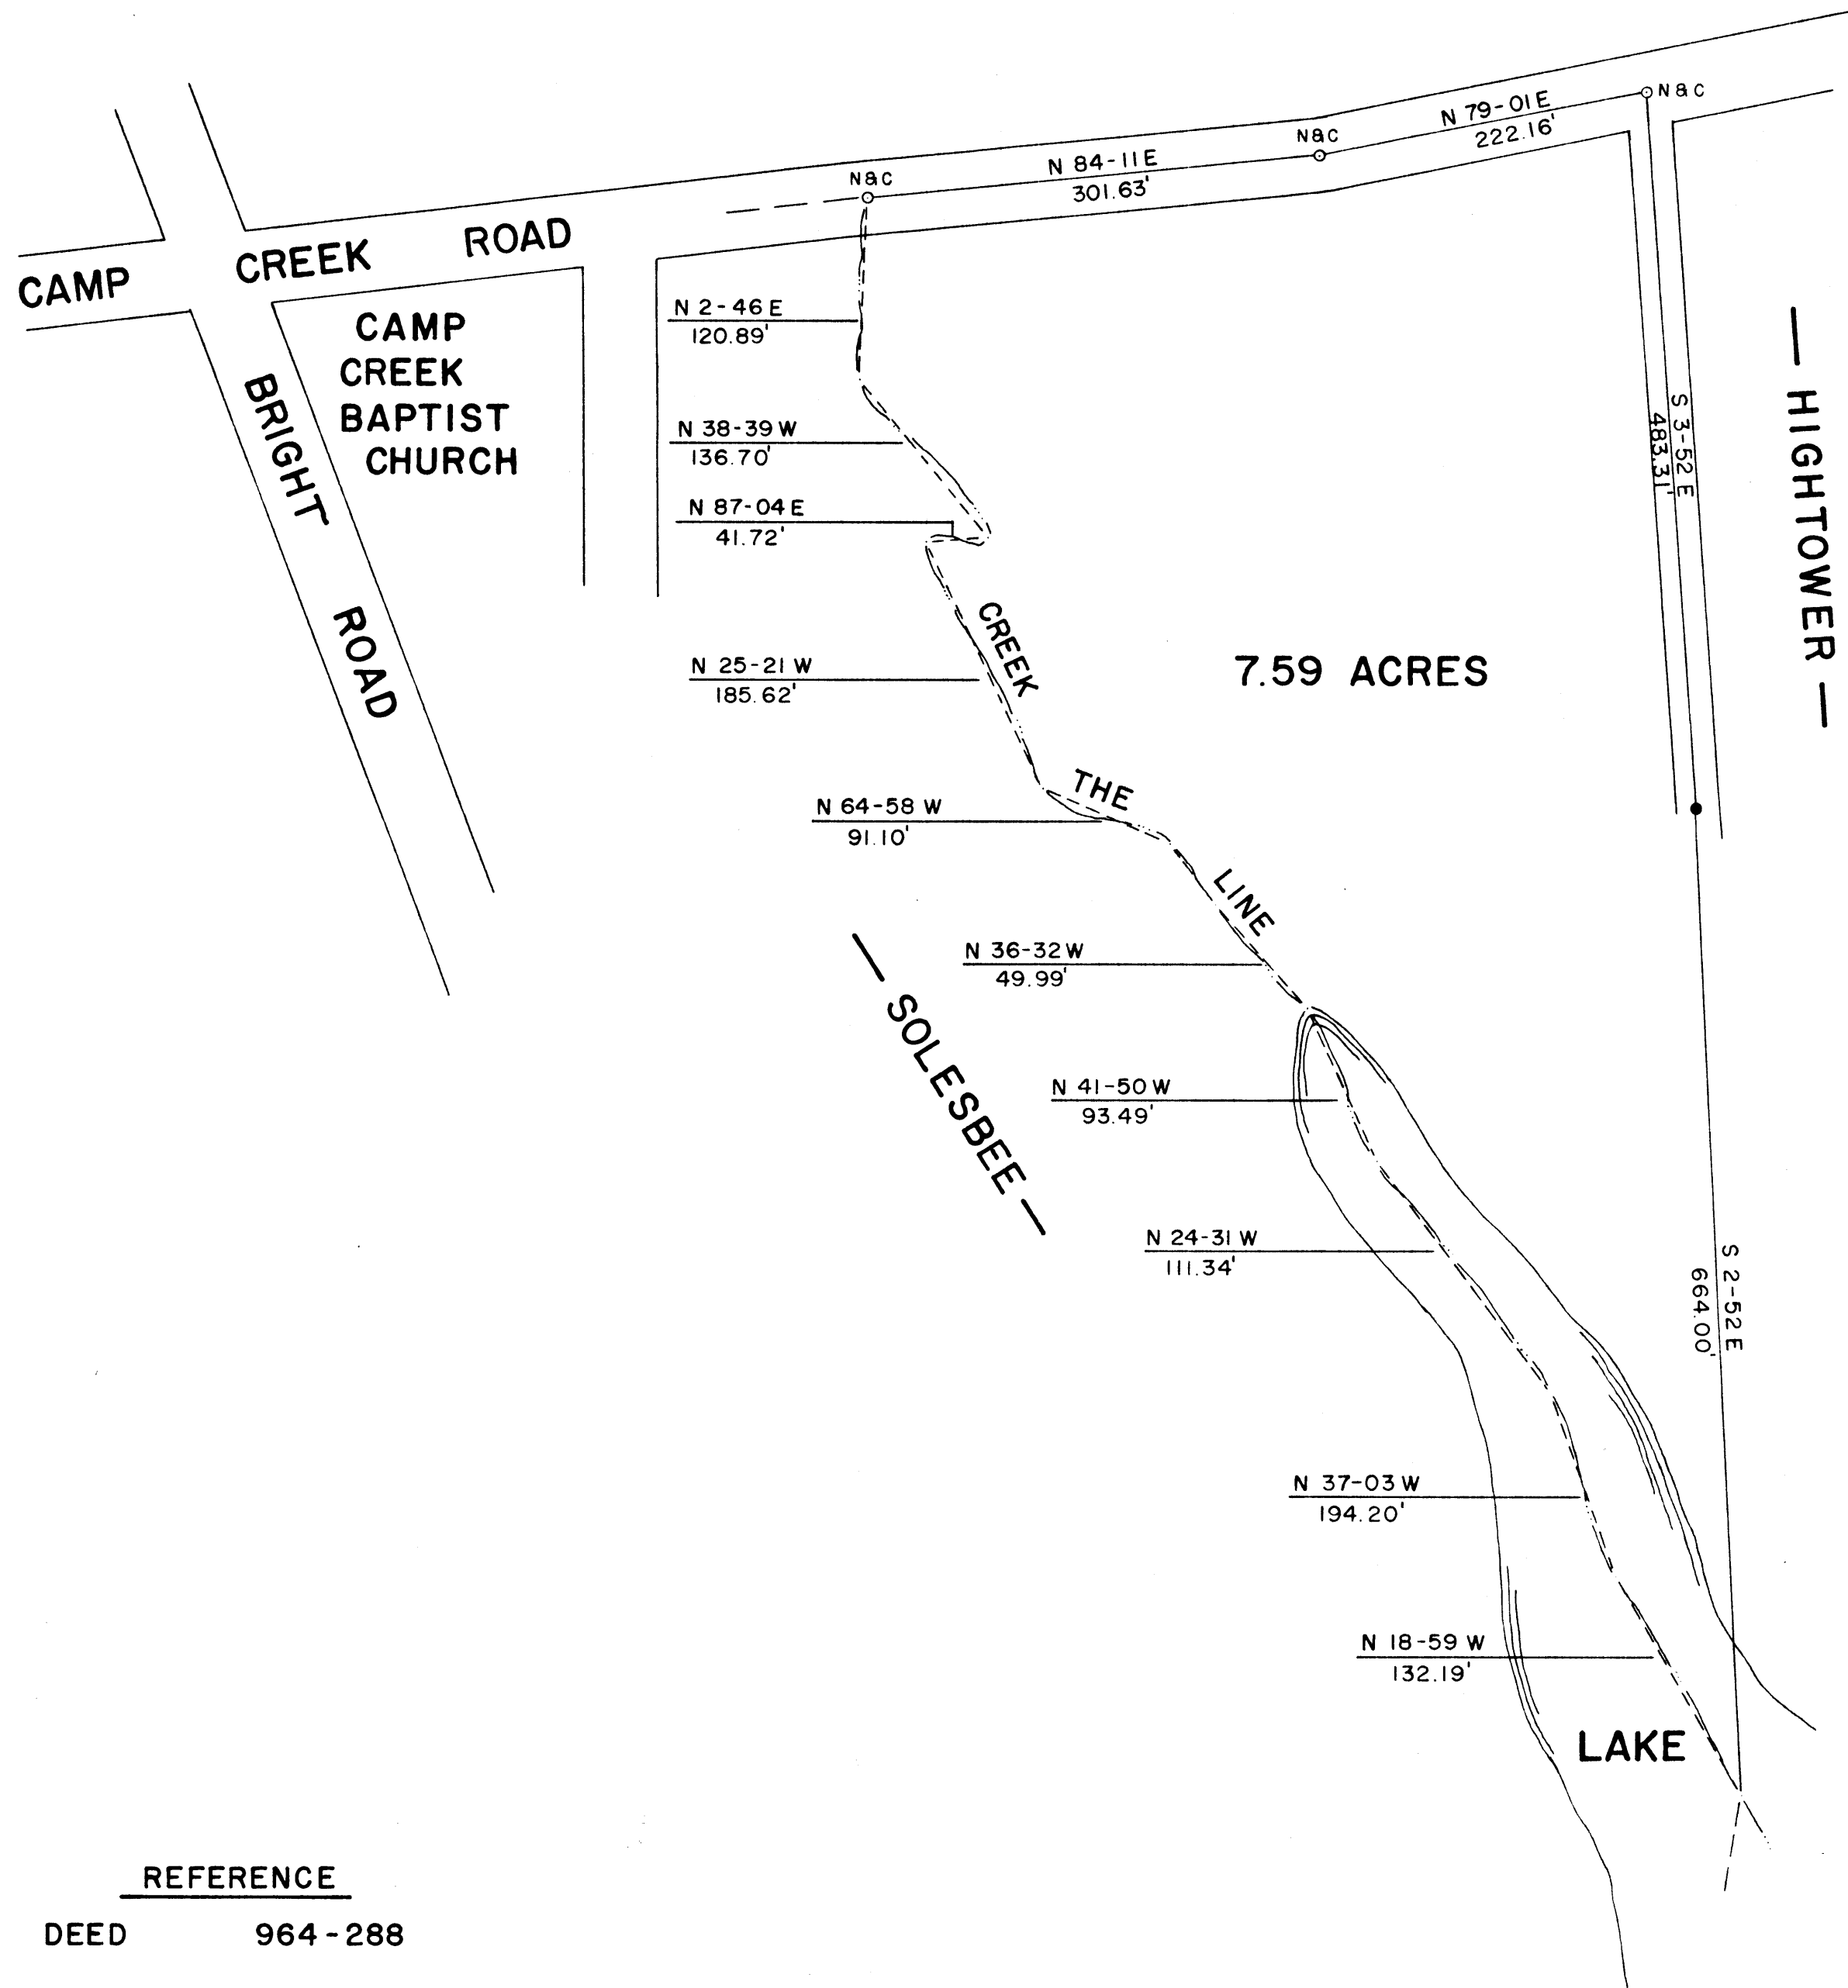 N 79-01 E
222.16'
N & C
N & C
N 84-11 E
301.63'
N & C
CAMP CREEK ROAD
CAMP
CREEK
BAPTIST
CHURCH
BRIGHT ROAD
N 2-46 E
120.89'
N 38-39 W
136.70'
N 87-04 E
41.72'
N 25-21 W
185.62'
N 64-58 W
91.10'
N 36-32 W
49.99'
N 41-50 W
93.49'
N 24-31 W
111.34'
N 37-03 W
194.20'
N 18-59 W
132.19'
CREEK THE LINE
7.59 ACRES
S 3-52 E
483.31'
— HIGHTOWER —
S 2-52 E
664.00'
— SOLESBEE —
LAKE
REFERENCE
DEED 964-288